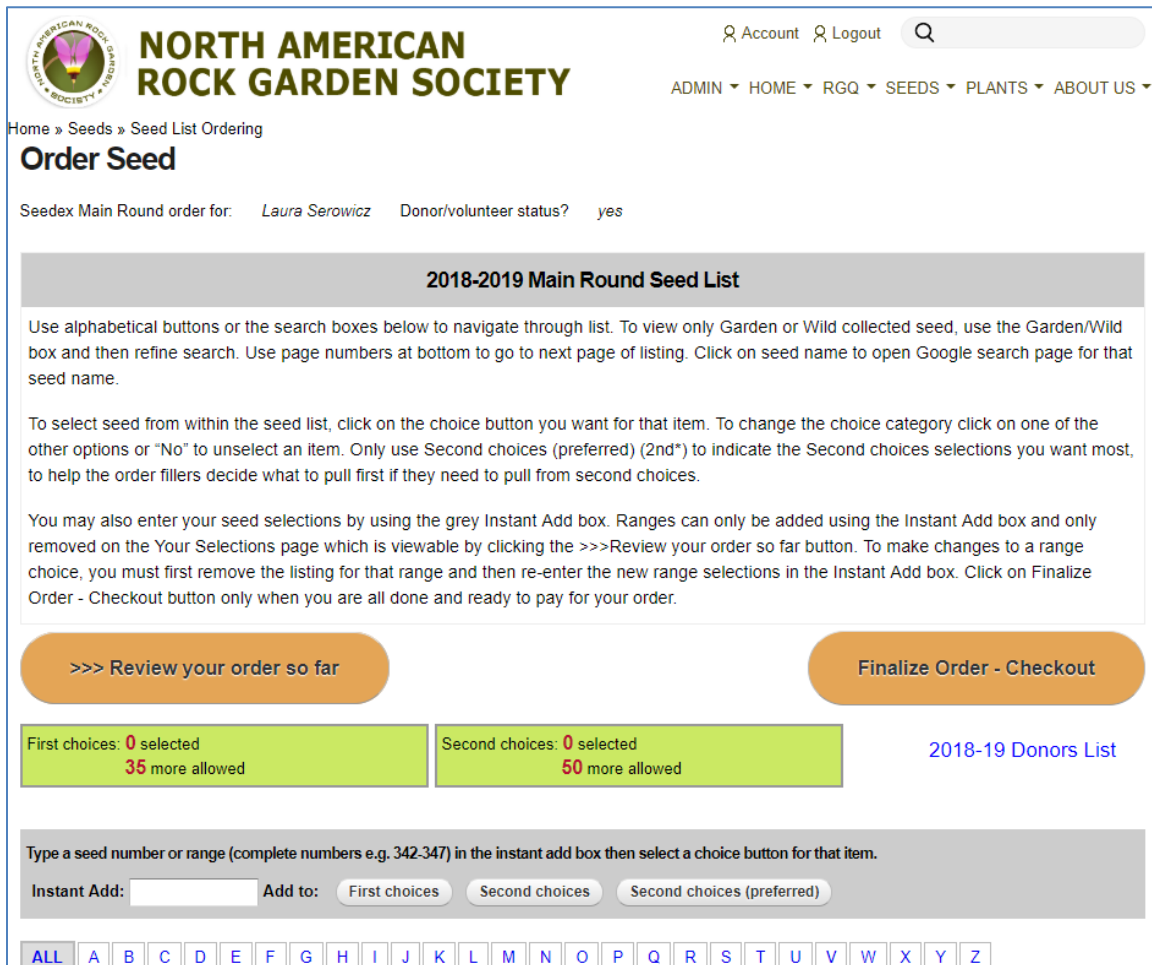 NORTH AMERICAN ROCK GARDEN
SOCIETY
NORTH AMERICAN
ROCK GARDEN SOCIETY
Account Logout
ADMIN HOME RGQ SEEDS PLANTS ABOUT US
Home » Seeds » Seed List Ordering
Order Seed
Seedex Main Round order for: Laura Serowicz Donor/volunteer status? yes
2018-2019 Main Round Seed List
Use alphabetical buttons or the search boxes below to navigate through list. To view only Garden or Wild collected seed, use the Garden/Wild
box and then refine search. Use page numbers at bottom to go to next page of listing. Click on seed name to open Google search page for that
seed name.
To select seed from within the seed list, click on the choice button you want for that item. To change the choice category click on one of the
other options or “No” to unselect an item. Only use Second choices (preferred) (2nd*) to indicate the Second choices selections you want most,
to help the order fillers decide what to pull first if they need to pull from second choices.
You may also enter your seed selections by using the grey Instant Add box. Ranges can only be added using the Instant Add box and only
removed on the Your Selections page which is viewable by clicking the >>>Review your order so far button. To make changes to a range
choice, you must first remove the listing for that range and then re-enter the new range selections in the Instant Add box. Click on Finalize
Order - Checkout button only when you are all done and ready to pay for your order.
>>> Review your order so far
Finalize Order - Checkout
First choices: 0 selected
35 more allowed
Second choices: 0 selected
50 more allowed
2018-19 Donors List
Type a seed number or range (complete numbers e.g. 342-347) in the instant add box then select a choice button for that item.
Instant Add: Add to: First choices Second choices Second choices (preferred)
ALL A B C D E F G H I J K L M N O P Q R S T U V W X Y Z